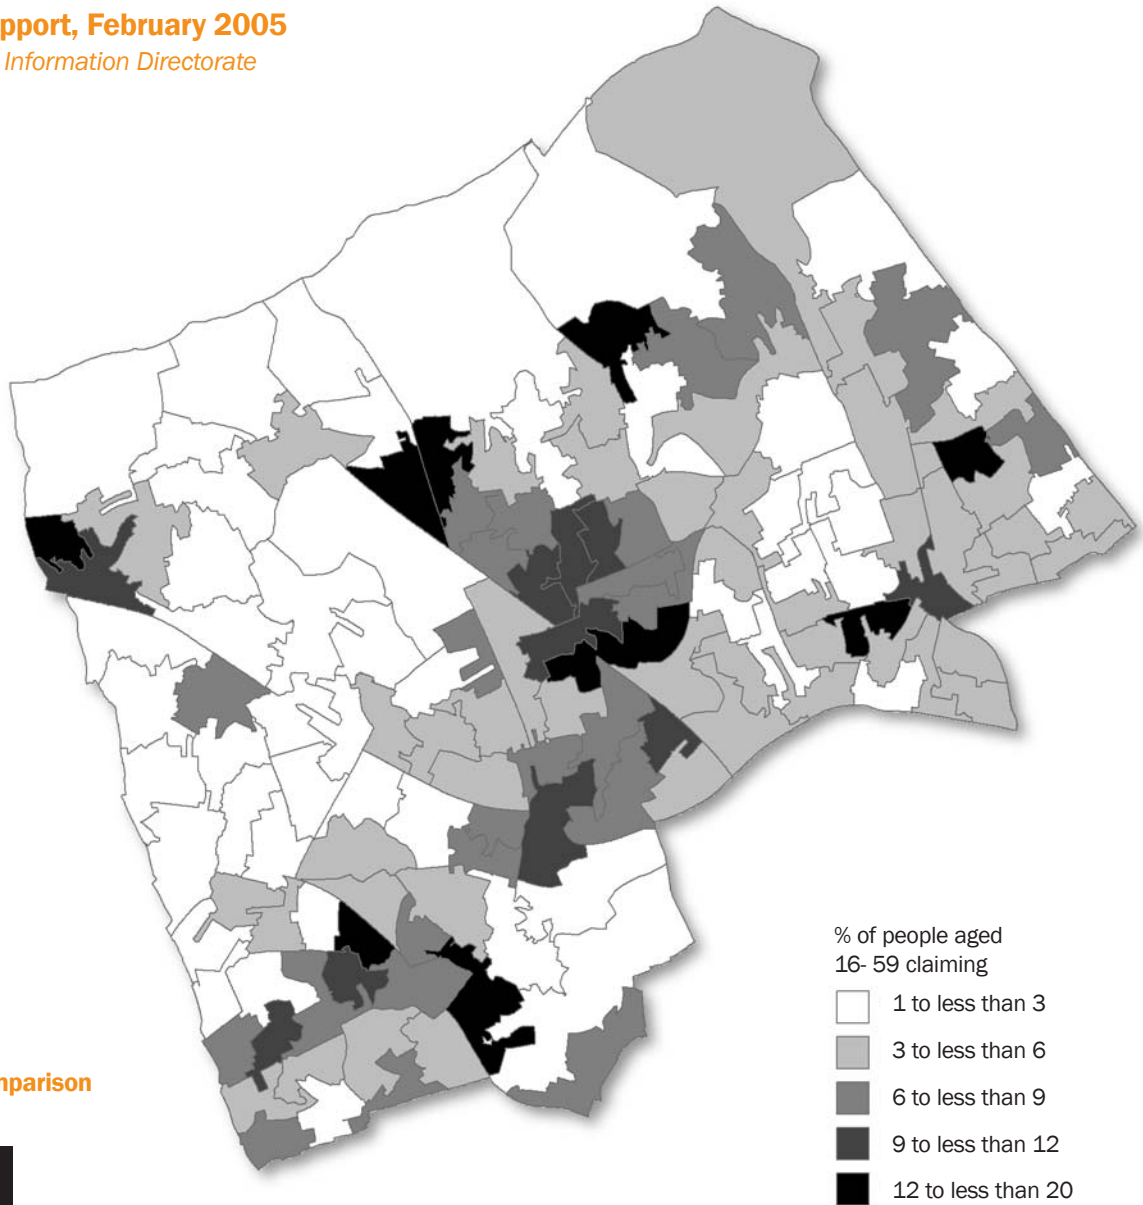 pport, February 2005
Information Directorate
% of people aged
16- 59 claiming
1 to less than 3
3 to less than 6
6 to less than 9
9 to less than 12
12 to less than 20
nparison